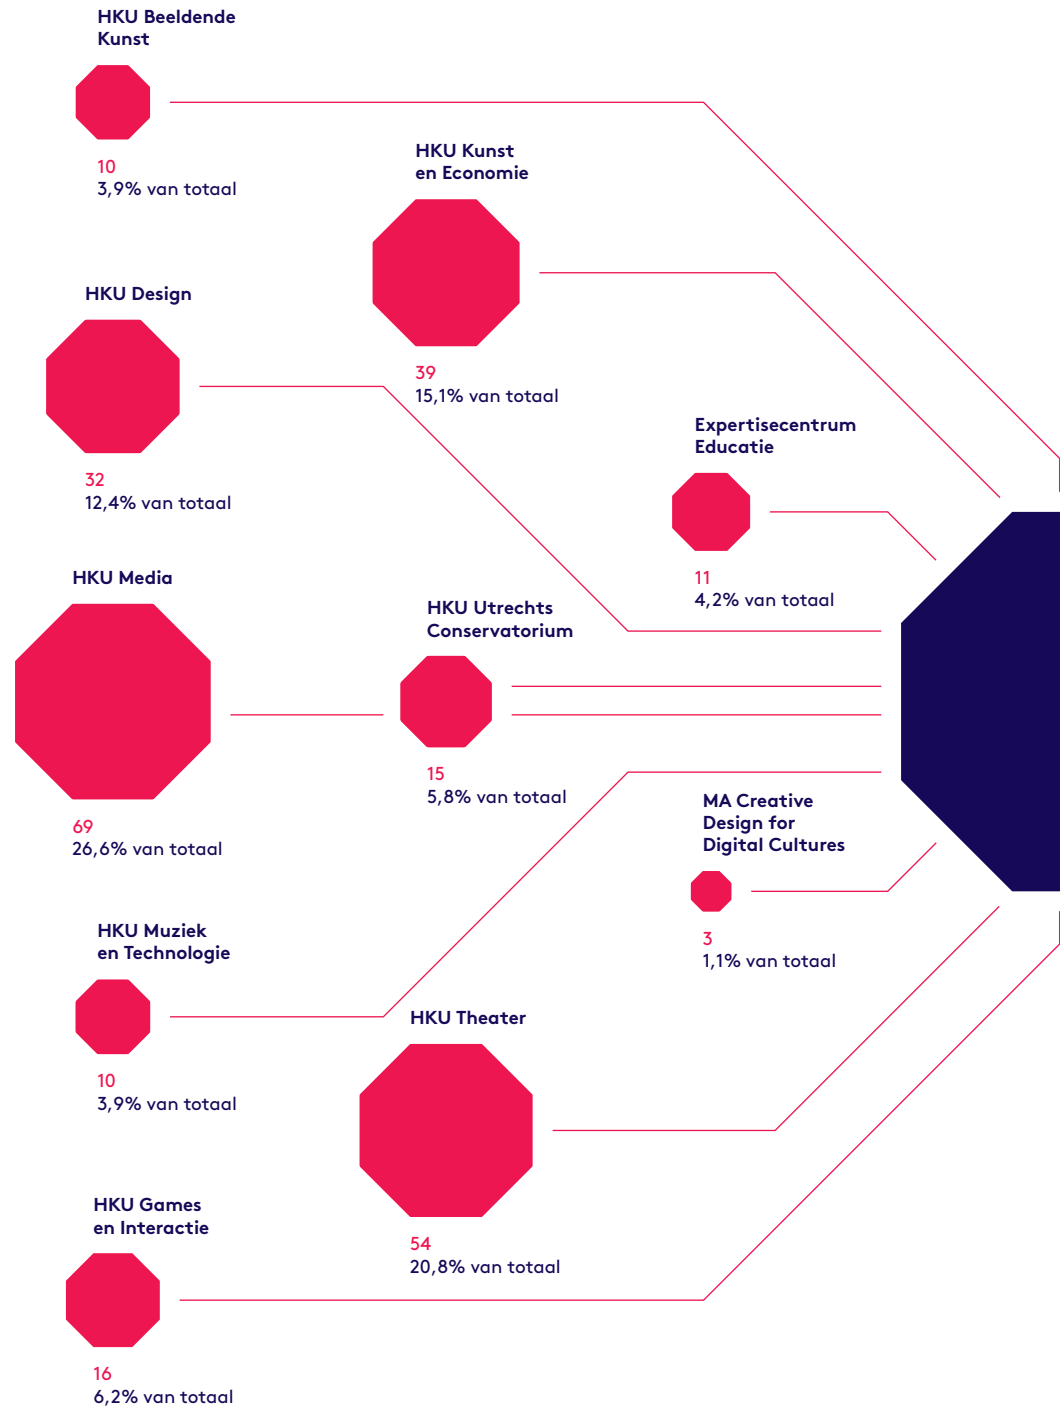 HKU Beeldende
Kunst
10
3,9% van totaal
HKU Kunst
en Economie
39
15,1% van totaal
HKU Design
32
12,4% van totaal
Expertisecentrum
Educatie
11
4,2% van totaal
HKU Media
69
26,6% van totaal
HKU Utrechts
Conservatorium
15
5,8% van totaal
MA Creative
Design for
Digital Cultures
3
1,1% van totaal
HKU Muziek
en Technologie
10
3,9% van totaal
HKU Theater
54
20,8% van totaal
HKU Games
en Interactie
16
6,2% van totaal